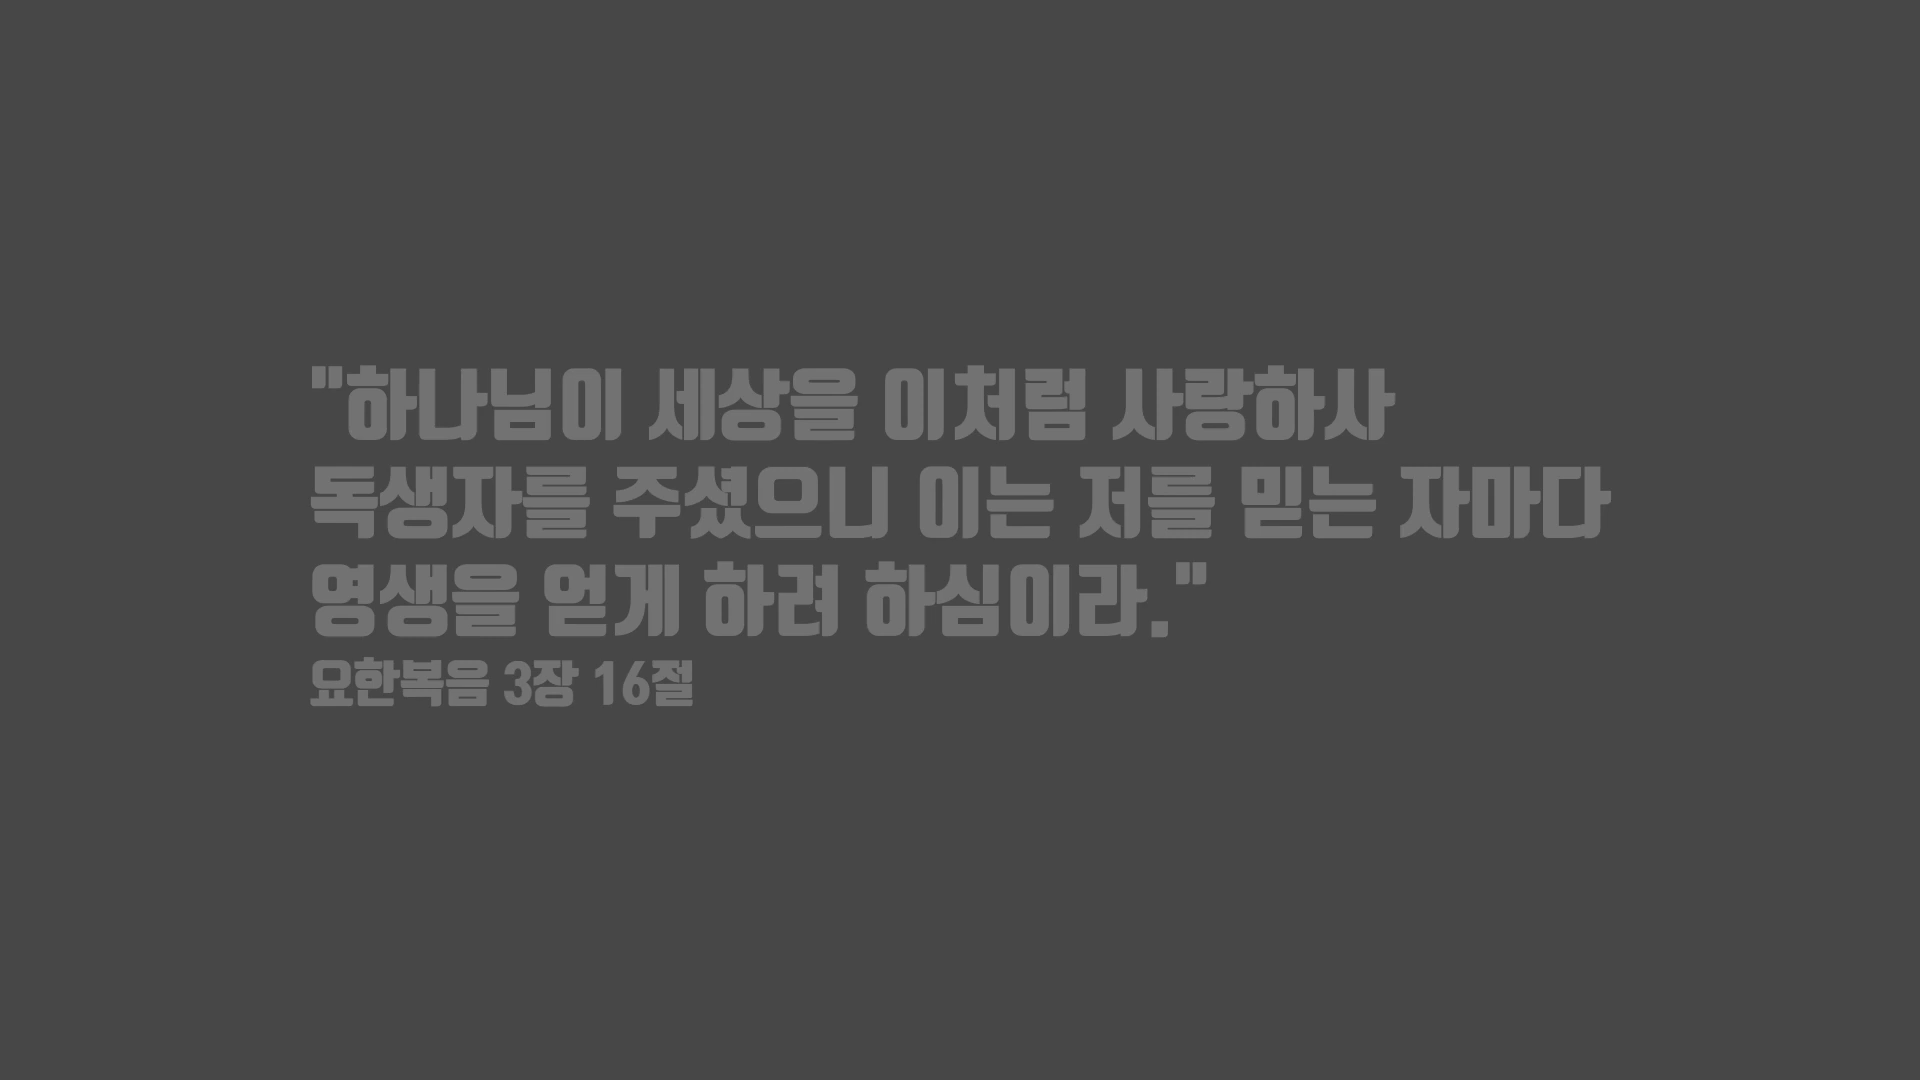 "하나님이 세상을 이처럼 사랑하사
독생자를 주셨으니 이는 저를 믿는 자마다
영생을 얻게 하려 하심이라."
요한복음 3장 16절